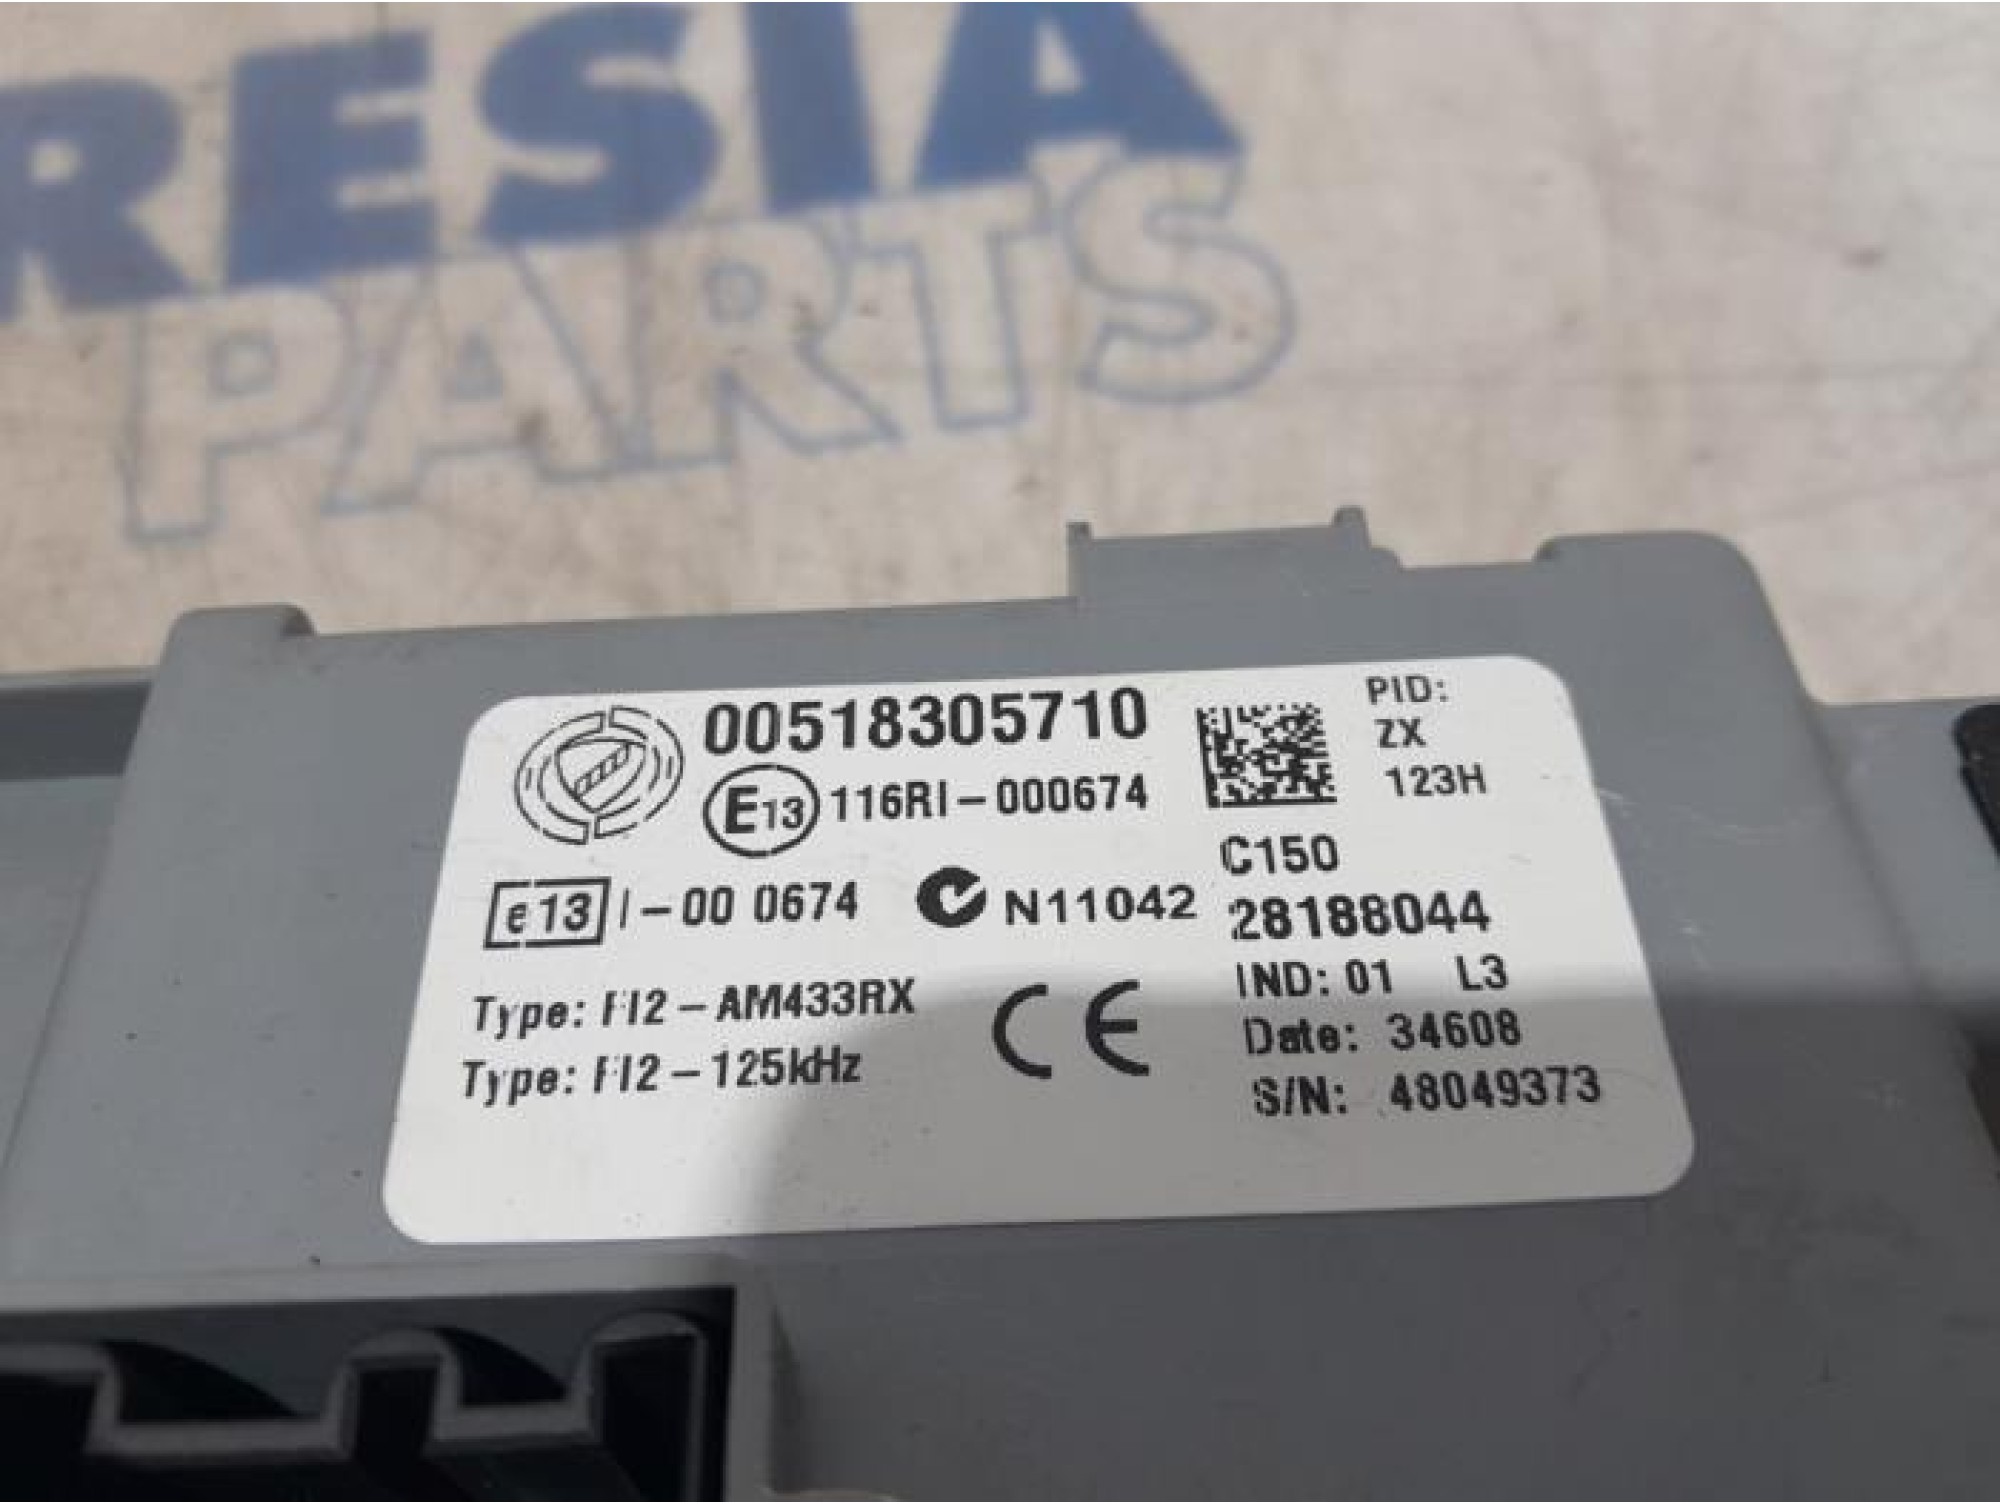 RESIA
PARTS
00518305710
E13 116RI-000674
e13 I-00 0674
N11042
Type: FI2-AM433RX
Type: FI2-125kHz
CE
PID:
ZX
123H
C150
28188044
IND: 01 L3
Date: 34608
S/N: 48049373